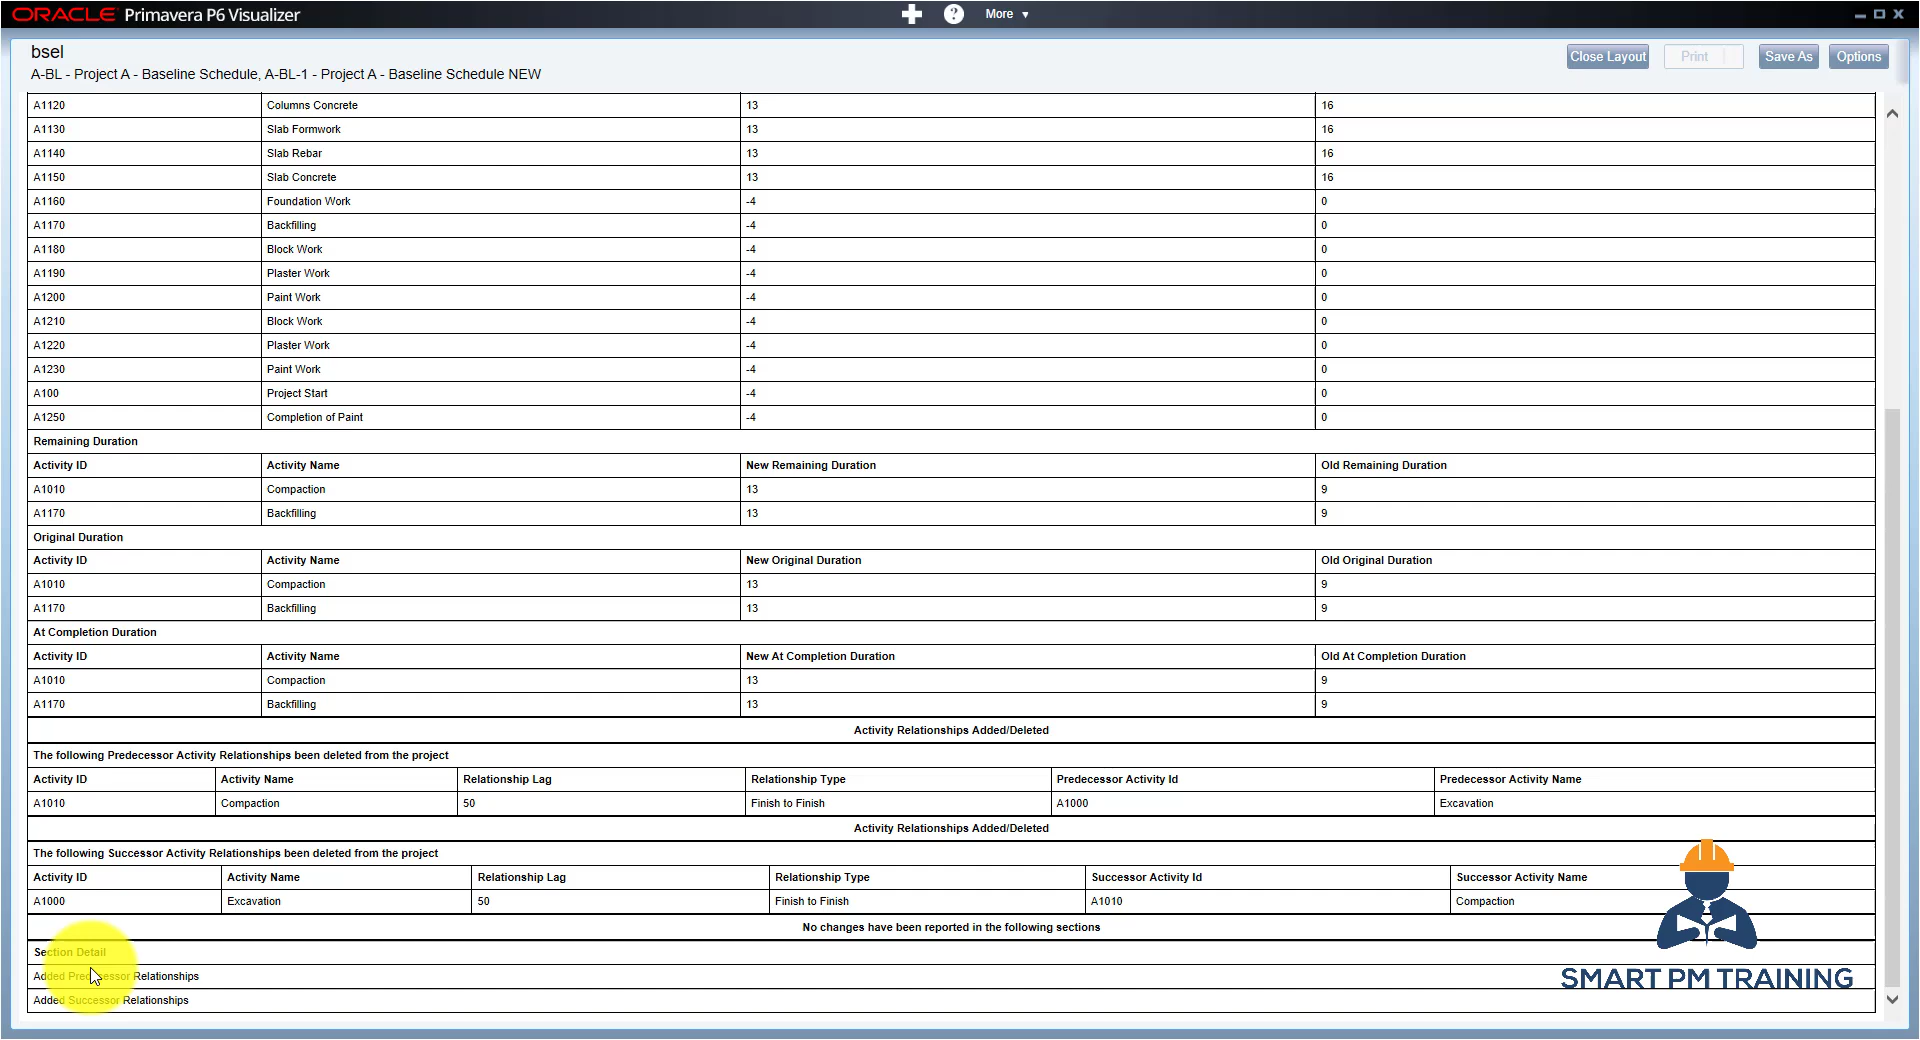 ORACLE Primavera P6 Visualizer ? More
bsel
A-BL - Project A - Baseline Schedule, A-BL-1 - Project A - Baseline Schedule NEW
Close Layout Print Save As Options
A1120 Columns Concrete 13 16
A1130 Slab Formwork 13 16
A1140 Slab Rebar 13 16
A1150 Slab Concrete 13 16
A1160 Foundation Work -4 0
A1170 Backfilling -4 0
A1180 Block Work -4 0
A1190 Plaster Work -4 0
A1200 Paint Work -4 0
A1210 Block Work -4 0
A1220 Plaster Work -4 0
A1230 Paint Work -4 0
A100 Project Start -4 0
A1250 Completion of Paint -4 0
Remaining Duration
Activity ID Activity Name New Remaining Duration Old Remaining Duration
A1010 Compaction 13 9
A1170 Backfilling 13 9
Original Duration
Activity ID Activity Name New Original Duration Old Original Duration
A1010 Compaction 13 9
A1170 Backfilling 13 9
At Completion Duration
Activity ID Activity Name New At Completion Duration Old At Completion Duration
A1010 Compaction 13 9
A1170 Backfilling 13 9
Activity Relationships Added/Deleted
The following Predecessor Activity Relationships been deleted from the project
Activity ID Activity Name Relationship Lag Relationship Type Predecessor Activity Id Predecessor Activity Name
A1010 Compaction 50 Finish to Finish A1000 Excavation
Activity Relationships Added/Deleted
The following Successor Activity Relationships been deleted from the project
Activity ID Activity Name Relationship Lag Relationship Type Successor Activity Id Successor Activity Name
A1000 Excavation 50 Finish to Finish A1010 Compaction
No changes have been reported in the following sections
Section Detail
Added Predecessor Relationships
Added Successor Relationships
SMART PM TRAINING